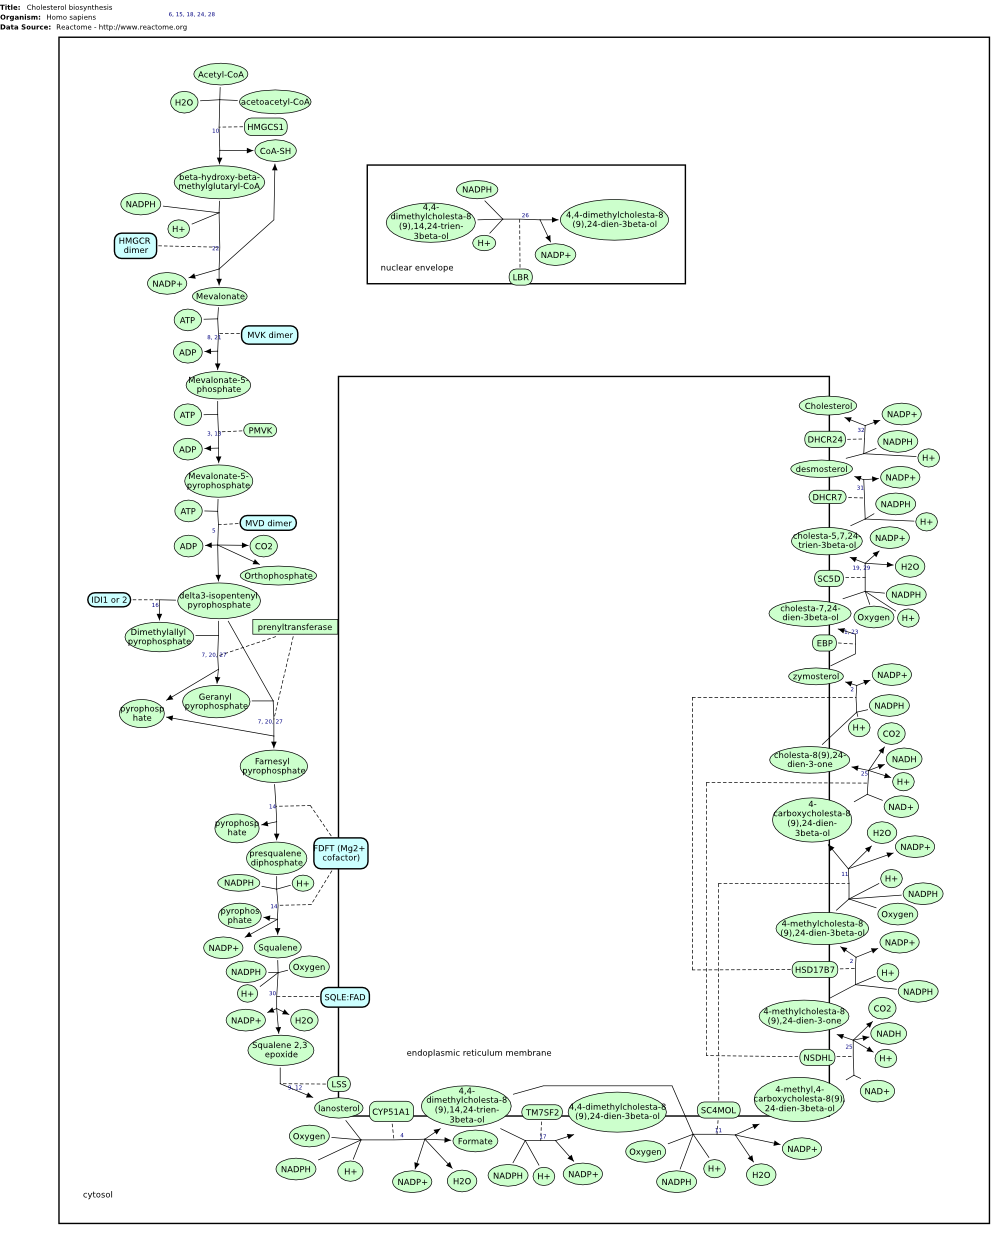 Title: Cholesterol biosynthesis
6, 15, 18, 24, 28
Organism: Homo sapiens
Data Source: Reactome - http://www.reactome.org
Acetyl-CoA
H2O
acetoacetyl-CoA
10
HMGCS1
CoA-SH
beta-hydroxy-beta-
methylglutaryl-CoA
NADPH
H+
HMGCR
dimer
22
NADP+
Mevalonate
ATP
8, 21
MVK dimer
ADP
Mevalonate-5-
phosphate
ATP
3, 13
PMVK
ADP
Mevalonate-5-
pyrophosphate
ATP
5
MVD dimer
ADP
CO2
Orthophosphate
IDI1 or 2
16
delta3-isopentenyl
pyrophosphate
Dimethylallyl
pyrophosphate
prenyltransferase
7, 20, 27
Geranyl
pyrophosphate
pyrophosp
hate
7, 20, 27
Farnesyl
pyrophosphate
14
pyrophosp
hate
FDFT (Mg2+
cofactor)
presqualene
diphosphate
NADPH
H+
14
pyrophos
phate
NADP+
Squalene
NADPH
Oxygen
H+
30
SQLE:FAD
NADP+
H2O
Squalene 2,3
epoxide
LSS
lanosterol
nuclear envelope
NADPH
4,4-
dimethylcholesta-8
(9),14,24-trien-
3beta-ol
26
4,4-dimethylcholesta-8
(9),24-dien-3beta-ol
H+
NADP+
LBR
Cholesterol
NADP+
32
DHCR24
NADPH
H+
desmosterol
NADP+
31
DHCR7
NADPH
H+
cholesta-5,7,24-
trien-3beta-ol
NADP+
19, 29
H2O
SC5D
NADPH
cholesta-7,24-
dien-3beta-ol
Oxygen
H+
EBP
zymosterol
NADP+
2
NADPH
H+
CO2
cholesta-8(9),24-
dien-3-one
NADH
25
H+
NAD+
4-
carboxycholesta-8
(9),24-dien-
3beta-ol
H2O
NADP+
11
H+
NADPH
Oxygen
4-methylcholesta-8
(9),24-dien-3beta-ol
NADP+
2
HSD17B7
H+
NADPH
4-methylcholesta-8
(9),24-dien-3-one
CO2
NADH
25
NSDHL
H+
NAD+
4-methyl,4-
carboxycholesta-8(9),
24-dien-3beta-ol
endoplasmic reticulum membrane
CYP51A1
4,4-
dimethylcholesta-8
(9),14,24-trien-
3beta-ol
TM7SF2
4,4-dimethylcholesta-8
(9),24-dien-3beta-ol
SC4MOL
Oxygen
4
Formate
NADPH
H+
NADP+
H2O
17
NADPH
H+
NADP+
11
Oxygen
NADP+
NADPH
H+
H2O
cytosol